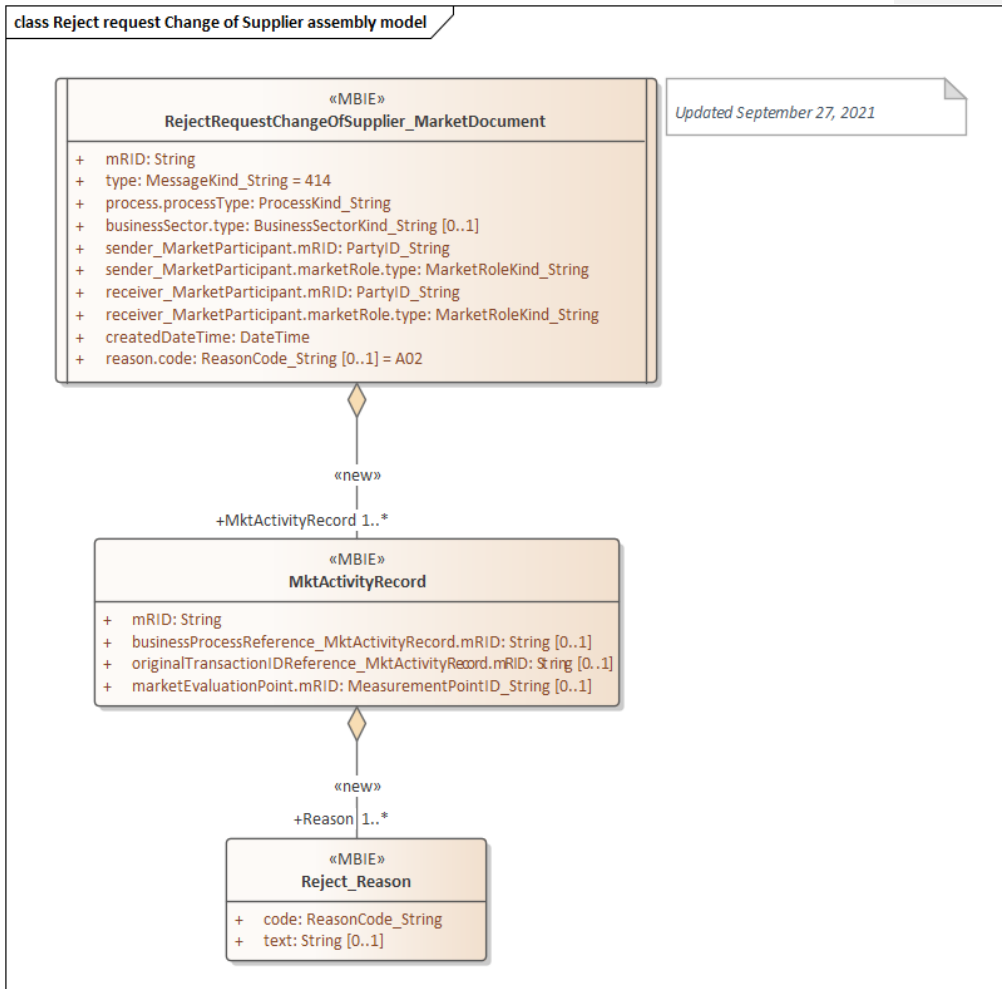 class Reject request Change of Supplier assembly model
«MBIE»
RejectRequestChangeOfSupplier_MarketDocument
+ mRID: String
+ type: MessageKind_String = 414
+ process.processType: ProcessKind_String
+ businessSector.type: BusinessSectorKind_String [0..1]
+ sender_MarketParticipant.mRID: PartyID_String
+ sender_MarketParticipant.marketRole.type: MarketRoleKind_String
+ receiver_MarketParticipant.mRID: PartyID_String
+ receiver_MarketParticipant.marketRole.type: MarketRoleKind_String
+ createdDateTime: DateTime
+ reason.code: ReasonCode_String [0..1] = A02
Updated September 27, 2021
«new»
+MktActivityRecord 1..*
«MBIE»
MktActivityRecord
+ mRID: String
+ businessProcessReference_MktActivityRecord.mRID: String [0..1]
+ originalTransactionIDReference_MktActivityRecord.mRID: String [0..1]
+ marketEvaluationPoint.mRID: MeasurementPointID_String [0..1]
«new»
+Reason 1..*
«MBIE»
Reject_Reason
+ code: ReasonCode_String
+ text: String [0..1]